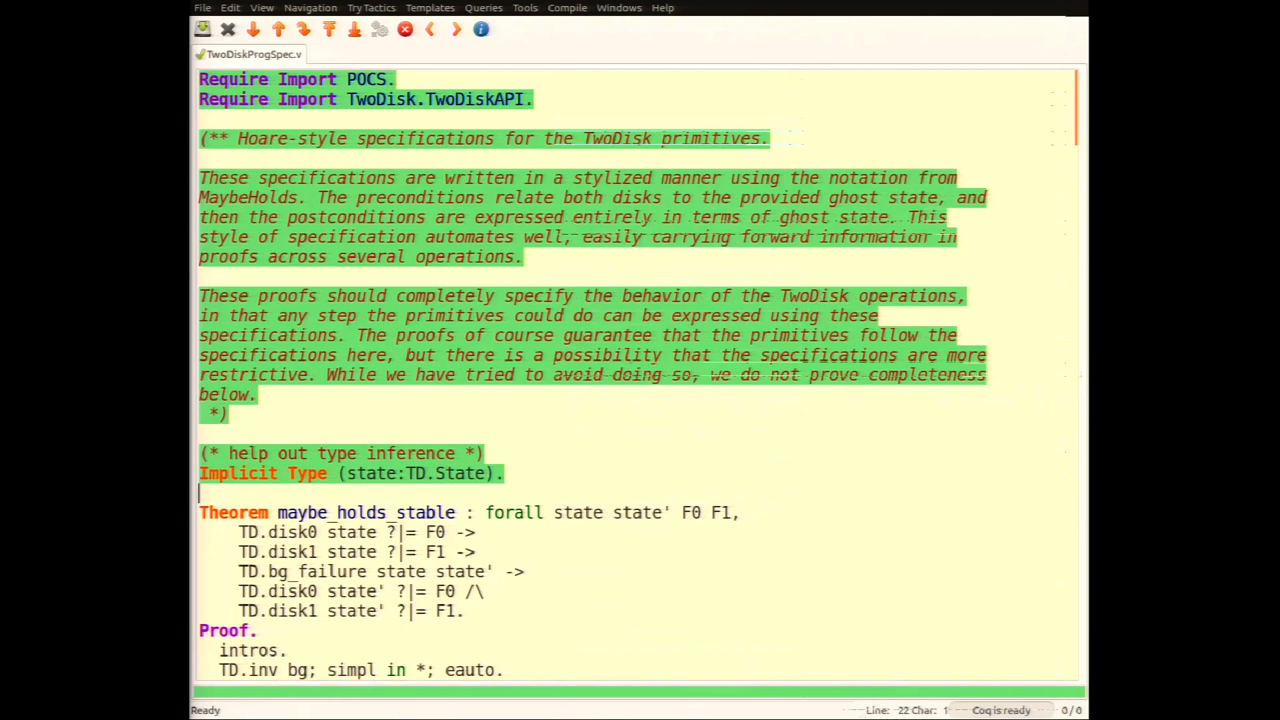 File Edit View Navigation Try Tactics Templates Queries Tools Compile Windows Help
TwoDiskProgSpec.v
Require Import POCS.
Require Import TwoDisk.TwoDiskAPI.
(** Hoare-style specifications for the TwoDisk primitives.
These specifications are written in a stylized manner using the notation from
MaybeHolds. The preconditions relate both disks to the provided ghost state, and
then the postconditions are expressed entirely in terms of ghost state. This
style of specification automates well, easily carrying forward information in
proofs across several operations.
These proofs should completely specify the behavior of the TwoDisk operations,
in that any step the primitives could do can be expressed using these
specifications. The proofs of course guarantee that the primitives follow the
specifications here, but there is a possibility that the specifications are more
restrictive. While we have tried to avoid doing so, we do not prove completeness
below.
*)
(* help out type inference *)
Implicit Type (state:TD.State).
Theorem maybe_holds_stable : forall state state' F0 F1,
TD.disk0 state ?|= F0 ->
TD.disk1 state ?|= F1 ->
TD.bg_failure state state' ->
TD.disk0 state' ?|= F0 /\
TD.disk1 state' ?|= F1.
Proof.
intros.
TD.inv bg; simpl in *; eauto.
Ready Line: 22 Char: 1 Coq is ready 0 / 0